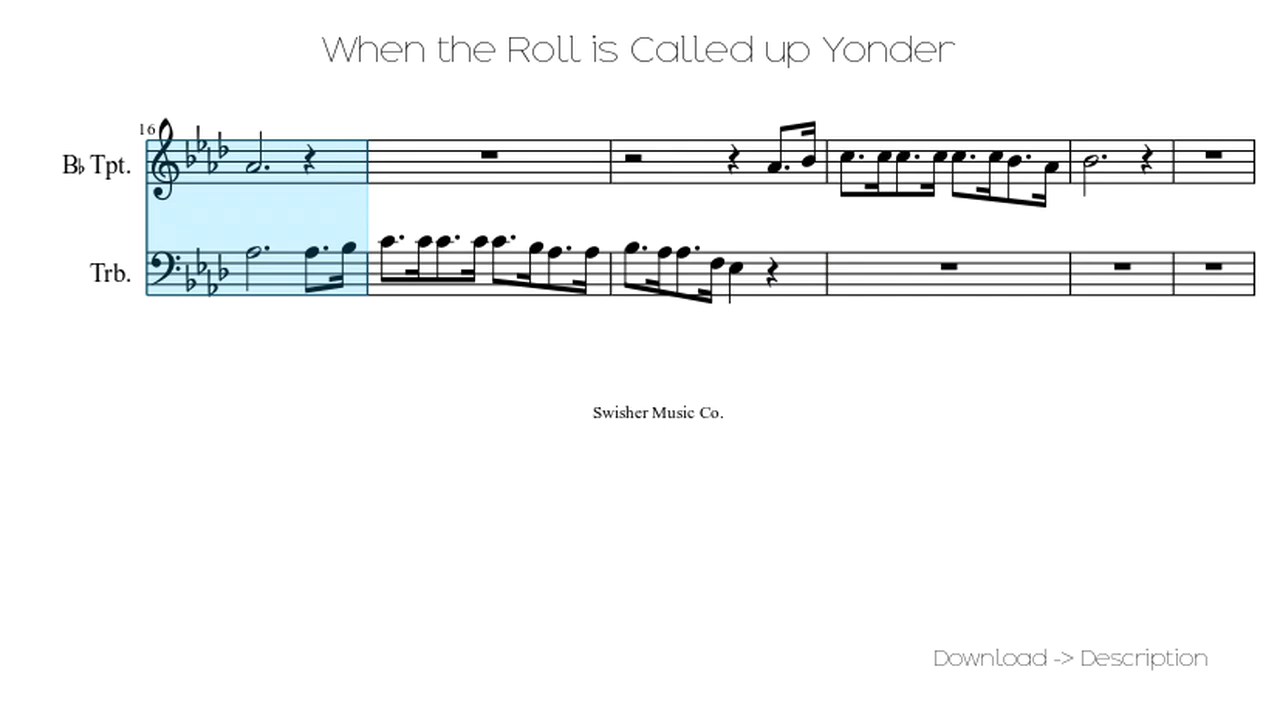 When the Roll is Called up Yonder
16
B♭ Tpt.
Trb.
Swisher Music Co.
Download -> Description